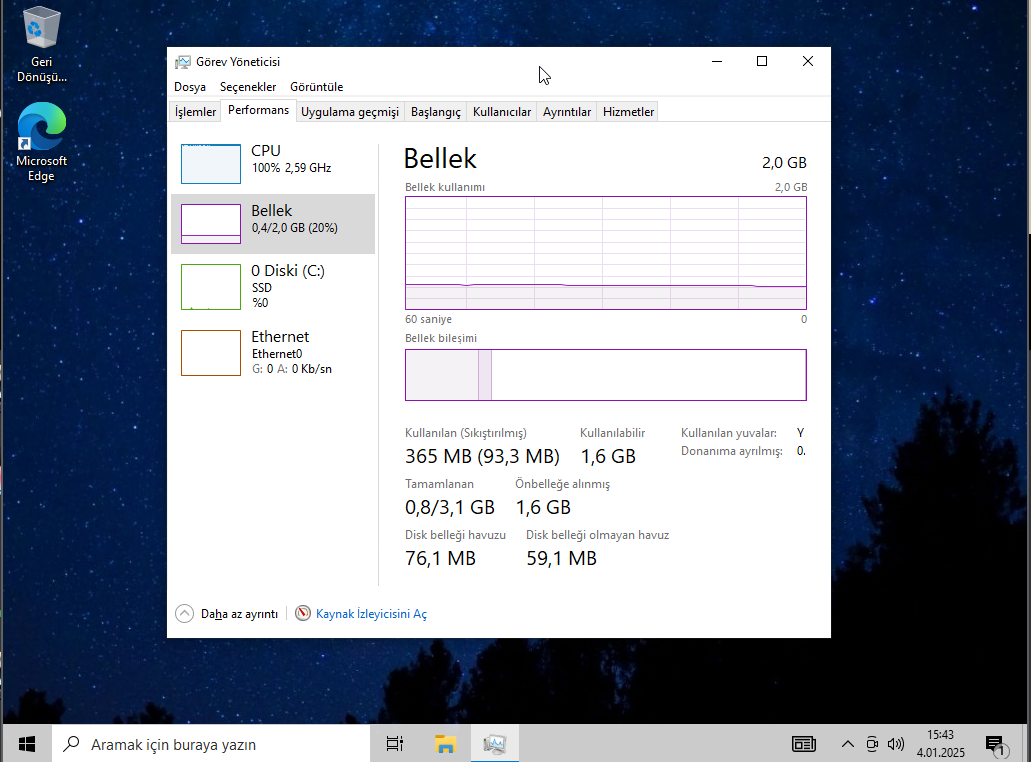 Geri
Dönüşü...
Microsoft
Edge
Görev Yöneticisi
Dosya Seçenekler Görüntüle
İşlemler Performans Uygulama geçmişi Başlangıç Kullanıcılar Ayrıntılar Hizmetler
CPU
100% 2,59 GHz
Bellek
0,4/2,0 GB (20%)
0 Diski (C:)
SSD
%0
Ethernet
Ethernet0
G: 0 A: 0 Kb/sn
Bellek 2,0 GB
Bellek kullanımı 2,0 GB
60 saniye 0
Bellek bileşimi
Kullanılan (Sıkıştırılmış) Kullanılabilir Kullanılan yuvalar: Y
365 MB (93,3 MB) 1,6 GB Donanıma ayrılmış: 0.
Tamamlanan Önbelleğe alınmış
0,8/3,1 GB 1,6 GB
Disk belleği havuzu Disk belleği olmayan havuz
76,1 MB 59,1 MB
Daha az ayrıntı Kaynak İzleyicisini Aç
Aramak için buraya yazın
15:43
4.01.2025
1